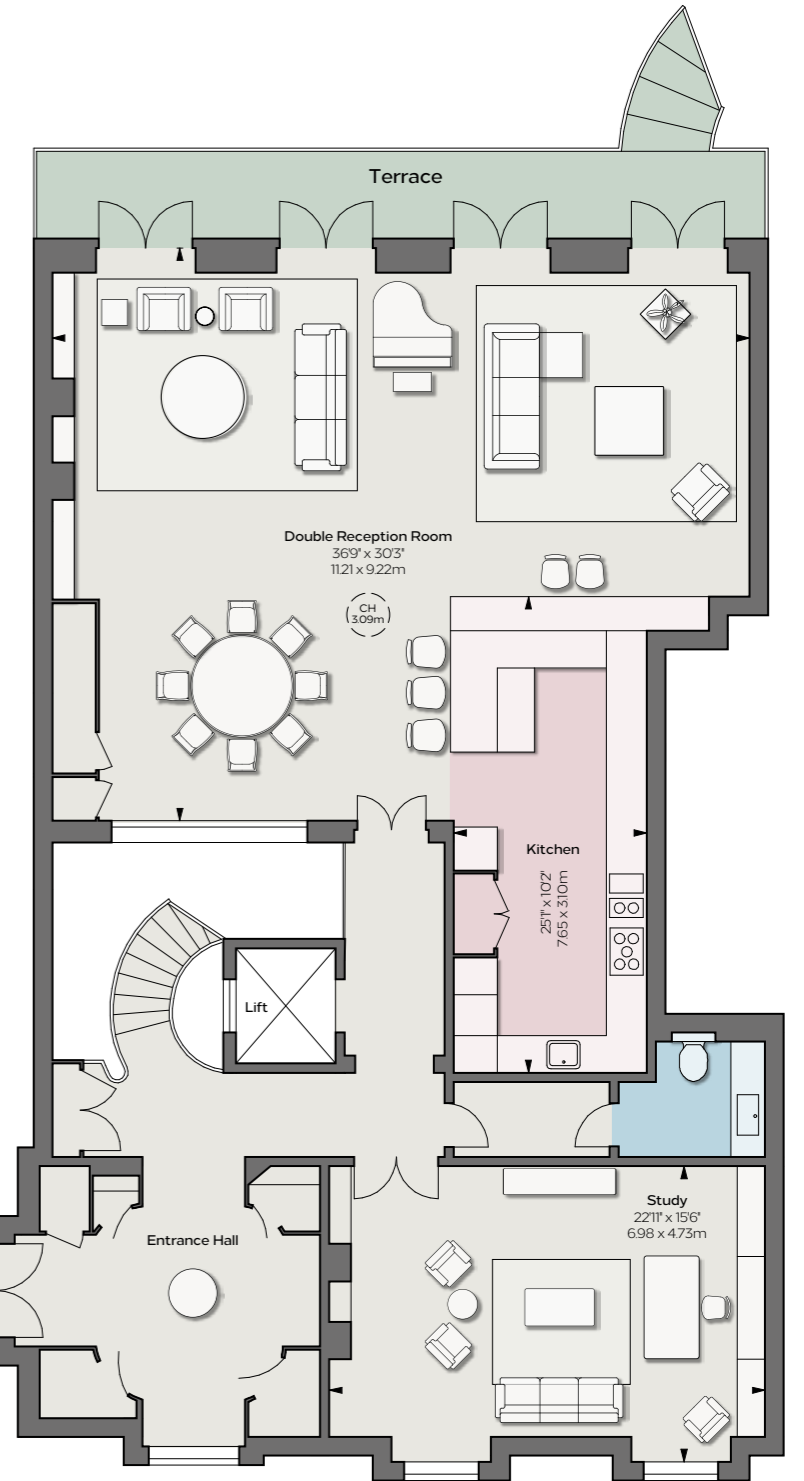 Terrace
Double Reception Room
36'9" x 30'3"
11.21 x 9.22m
CH
3.09m
Kitchen
25'1" x 10'2"
7.65 x 3.10m
Lift
Study
22'11" x 15'6"
6.98 x 4.73m
Entrance Hall